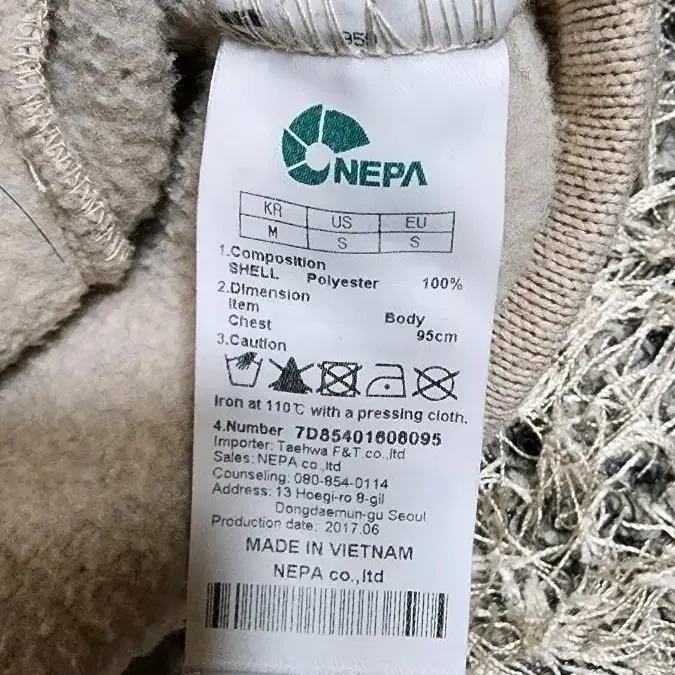 95
NEPA
KR US EU
M S S
1.Composition
SHELL Polyester 100%
2.Dimension
Item Body
Chest 95cm
3.Caution
Iron at 110℃ with a pressing cloth.
4.Number 7D85401608095
Importer: Taehwa F&T co.,ltd
Sales: NEPA co.,ltd
Counseling: 080-854-0114
Address: 13 Hoegi-ro 8-gil
Dongdaemun-gu Seoul
Production date: 2017.06
MADE IN VIETNAM
NEPA co.,ltd